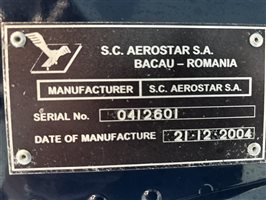 S.C. AEROSTAR S.A.
BACAU – ROMANIA
MANUFACTURER S.C. AEROSTAR S.A.
SERIAL No. 0412601
DATE OF MANUFACTURE 21-12-2004